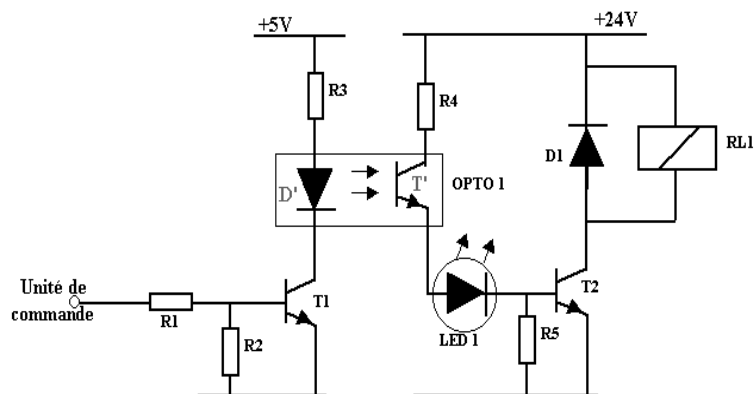 +5V
+24V
R3
R4
D1
RL1
D'
T'
OPTO 1
Unité de
commande
R1
R2
T1
LED 1
R5
T2